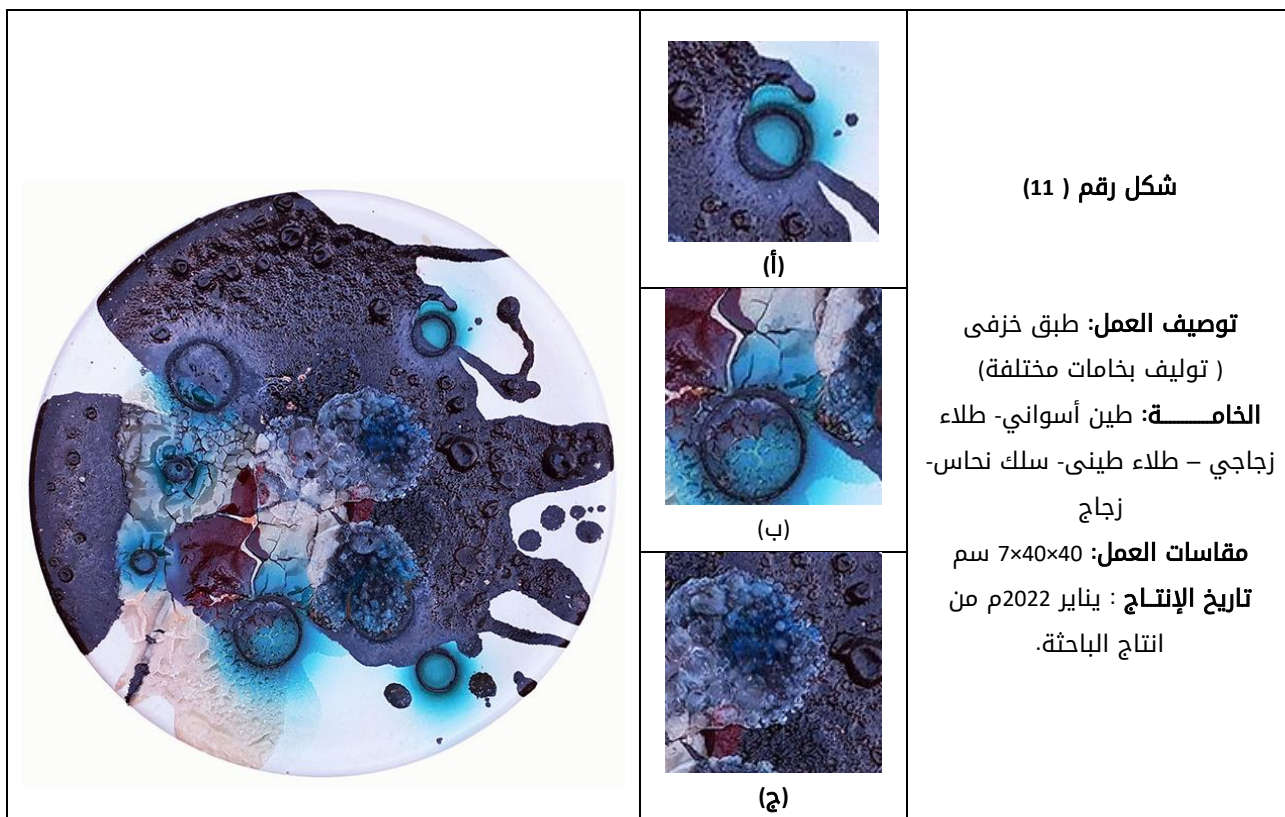 شكل رقم ( 11)
توصيف العمل: طبق خزفى
( توليف بخامات مختلفة)
الخامـــــــة: طين أسواني- طلاء
زجاجي – طلاء طينى- سلك نحاس-
زجاج
مقاسات العمل: 40×40×7 سم
تاريخ الإنتــاج : يناير 2022م من
انتاج الباحثة.
(أ)
(ب)
(ج)